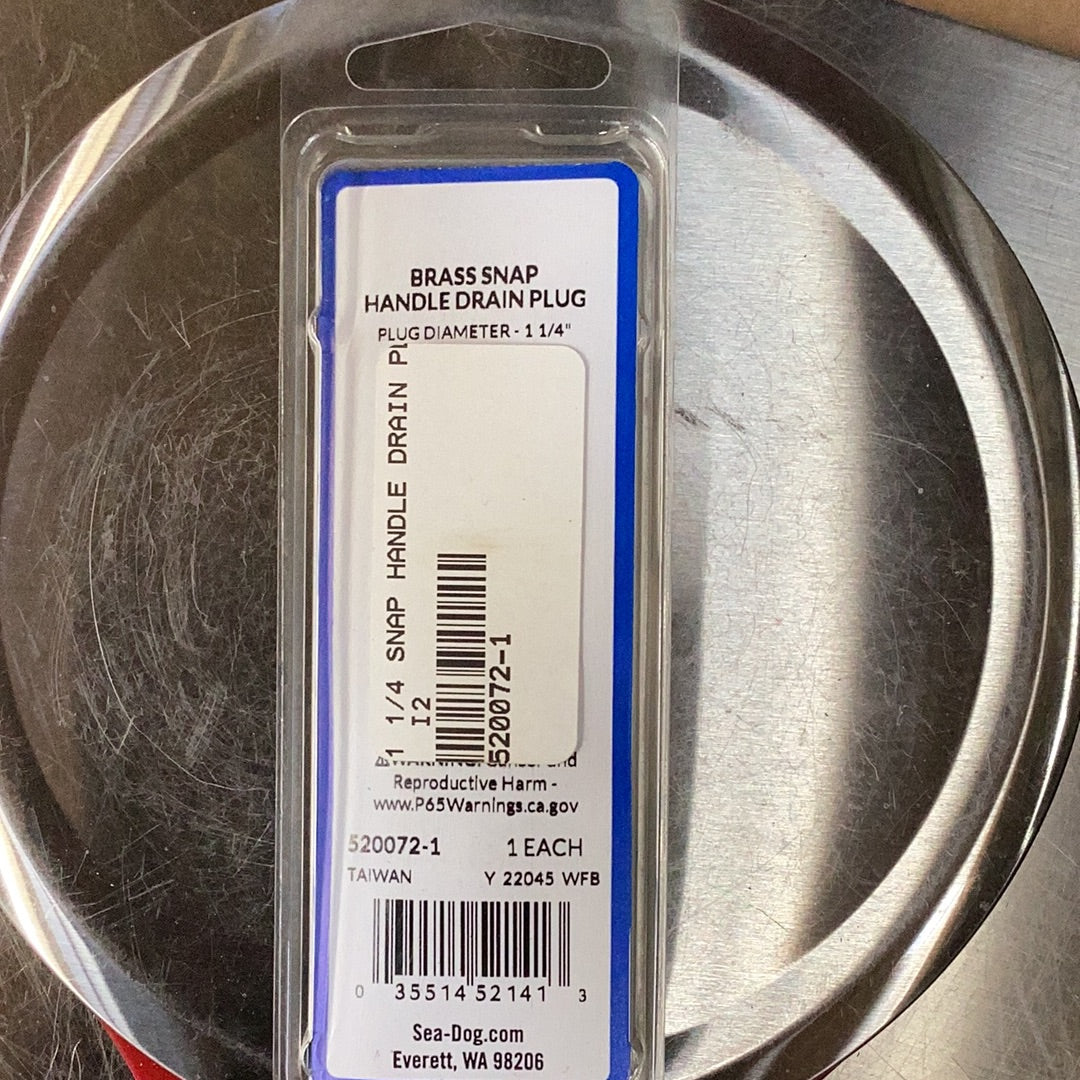 BRASS SNAP
HANDLE DRAIN PLUG
PLUG DIAMETER - 1 1/4"
1 1/4 SNAP HANDLE DRAIN
I2
520072-1
Reproductive Harm -
www.P65Warnings.ca.gov
520072-1 1 EACH
TAIWAN Y 22045 WFB
0 35514 52141 3
Sea-Dog.com
Everett, WA 98206